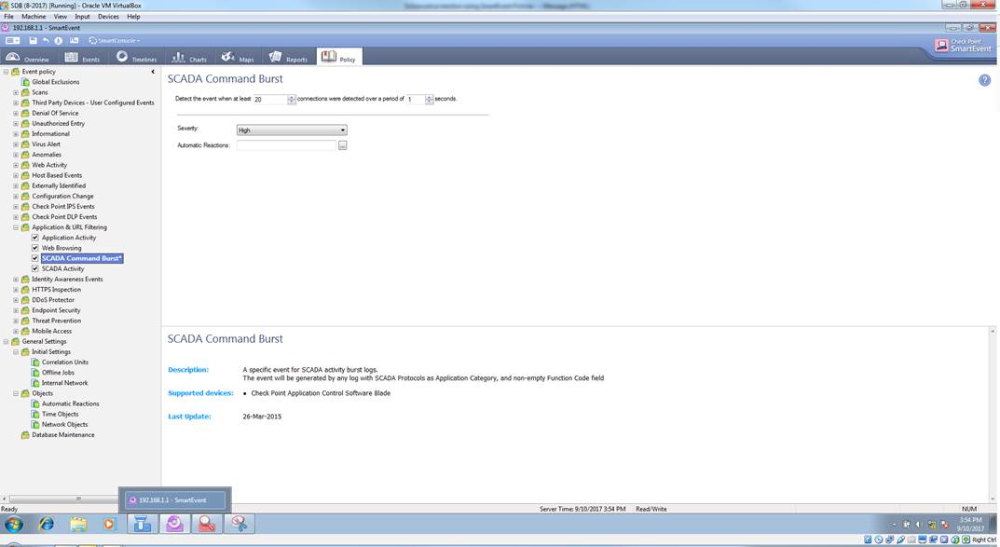 SDB (8-2017) [Running] - Oracle VM VirtualBox
File Machine View Input Devices Help
192.168.1.1 - SmartEvent
SmartConsole
Overview Events Timelines Charts Maps Reports Policy
Check Point
SmartEvent
Event policy
Global Exclusions
Scans
Third Party Devices - User Configured Events
Denial Of Service
Unauthorized Entry
Informational
Virus Alert
Anomalies
Web Activity
Host Based Events
Externally Identified
Configuration Change
Check Point IPS Events
Check Point DLP Events
Application & URL Filtering
Application Activity
Web Browsing
SCADA Command Burst*
SCADA Activity
Identity Awareness Events
HTTPS Inspection
DDoS Protector
Endpoint Security
Threat Prevention
Mobile Access
General Settings
Initial Settings
Correlation Units
Offline Jobs
Internal Network
Objects
Automatic Reactions
Time Objects
Network Objects
Database Maintenance
SCADA Command Burst
Detect the event when at least 20 connections were detected over a period of 1 seconds.
Severity: High
Automatic Reactions: ...
SCADA Command Burst
Description: A specific event for SCADA activity burst logs.
The event will be generated by any log with SCADA Protocols as Application Category, and non-empty Function Code field
Supported devices: • Check Point Application Control Software Blade
Last Update: 26-Mar-2015
192.168.1.1 - SmartEvent
Ready Server Time: 9/10/2017 3:54 PM Read/Write NUM
3:54 PM
9/10/2017
Right Ctrl